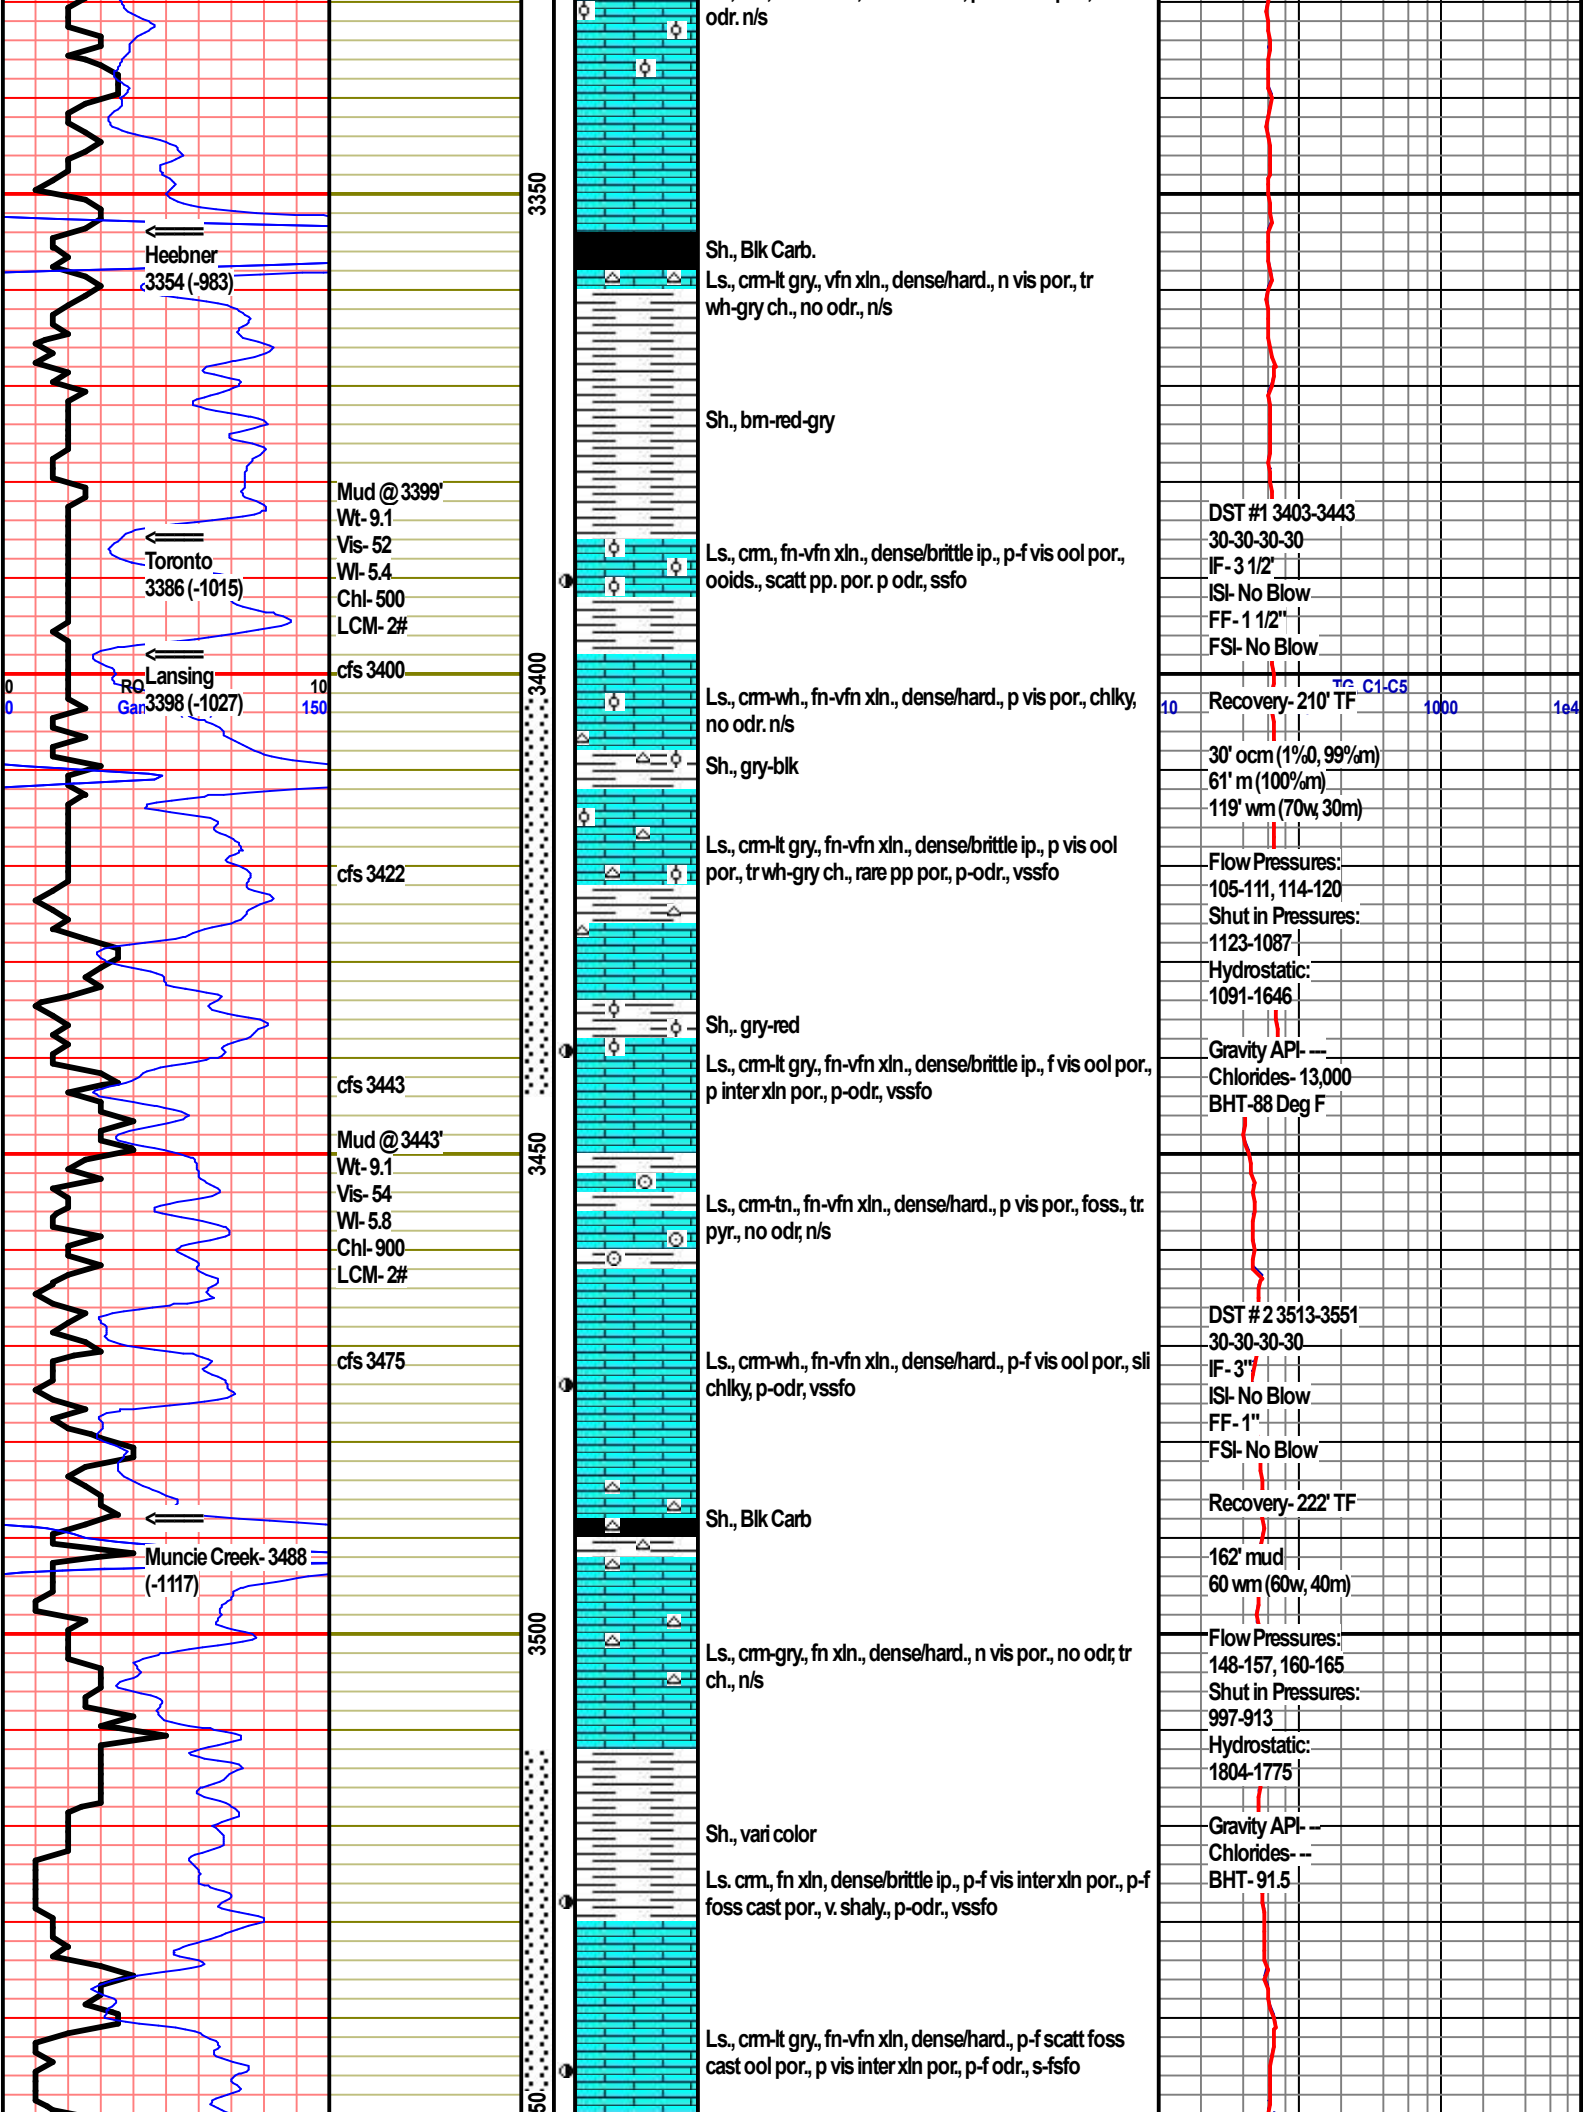 odr. n/s
3350
Heebner
3354 (-983)
Sh., Blk Carb.
Ls., crm-lt gry, vfn xln., dense/hard., n vis por., tr
wh-gry ch., no odr., n/s
Sh., brn-red-gry
Mud @ 3399'
Wt- 9.1
Vis- 52
Wl- 5.4
Chl- 500
LCM- 2#
Toronto
3386 (-1015)
Ls., crm., fn-vfn xln., dense/brittle ip., p-f vis ool por.,
ooids., scatt pp. por. p odr., ssfo
DST #1 3403-3443
30-30-30-30
IF- 3 1/2'
ISI- No Blow
FF- 1 1/2"
FSI- No Blow
3400
cfs 3400
Lansing
3398 (-1027)
0 10
0 150
Ls., crm-wh., fn-vfn xln., dense/hard., p vis por., chlky,
no odr. n/s
Sh., gry-blk
TG, C1-C5
10 1000 1e4
Recovery- 210' TF
30' ocm (1%0, 99%m)
61' m (100%m)
119' wm (70w, 30m)
cfs 3422
Ls., crm-lt gry., fn-vfn xln., dense/brittle ip., p vis ool
por., tr wh-gry ch., rare pp por., p-odr., vssfo
Flow Pressures:
105-111, 114-120
Shut in Pressures:
1123-1087
Hydrostatic:
1091-1646
Sh,. gry-red
Ls., crm-lt gry, fn-vfn xln., dense/brittle ip., f vis ool por.,
p inter xln por., p-odr., vssfo
Gravity API- ---
Chlorides- 13,000
BHT-88 Deg F
cfs 3443
3450
Mud @ 3443'
Wt- 9.1
Vis- 54
Wl- 5.8
Chl- 900
LCM- 2#
Ls., crm-tn., fn-vfn xln., dense/hard., p vis por., foss., tr.
pyr., no odr, n/s
cfs 3475
Ls., crm-wh., fn-vfn xln., dense/hard., p-f vis ool por., sli
chlky, p-odr, vssfo
DST # 2 3513-3551
30-30-30-30
IF- 3"
ISI- No Blow
FF- 1"
FSI- No Blow
Recovery- 222' TF
162' mud
60 wm (60w, 40m)
Sh., Blk Carb
Muncie Creek- 3488
(-1117)
3500
Ls., crm-gry., fn xln., dense/hard., n vis por., no odr, tr
ch., n/s
Flow Pressures:
148-157, 160-165
Shut in Pressures:
997-913
Hydrostatic:
1804-1775
Sh., vari color
Ls. crm., fn xln, dense/brittle ip., p-f vis inter xln por., p-f
foss cast por., v. shaly., p-odr., vssfo
Gravity API- --
Chlorides- --
BHT- 91.5
Ls., crm-lt gry., fn-vfn xln, dense/hard., p-f scatt foss
cast ool por., p vis inter xln por., p-f odr., s-fsfo